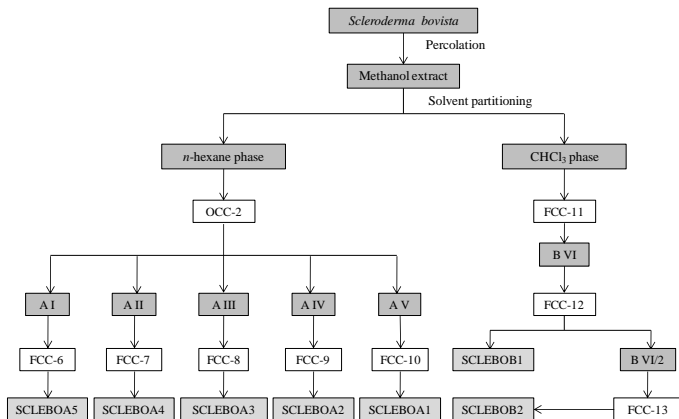 Scleroderma bovista
Percolation
Methanol extract
Solvent partitioning
n-hexane phase
CHCl₃ phase
OCC-2
FCC-11
B VI
A I
A II
A III
A IV
A V
FCC-12
FCC-6
FCC-7
FCC-8
FCC-9
FCC-10
SCLEBOB1
B VI/2
SCLEBOA5
SCLEBOA4
SCLEBOA3
SCLEBOA2
SCLEBOA1
SCLEBOB2
FCC-13